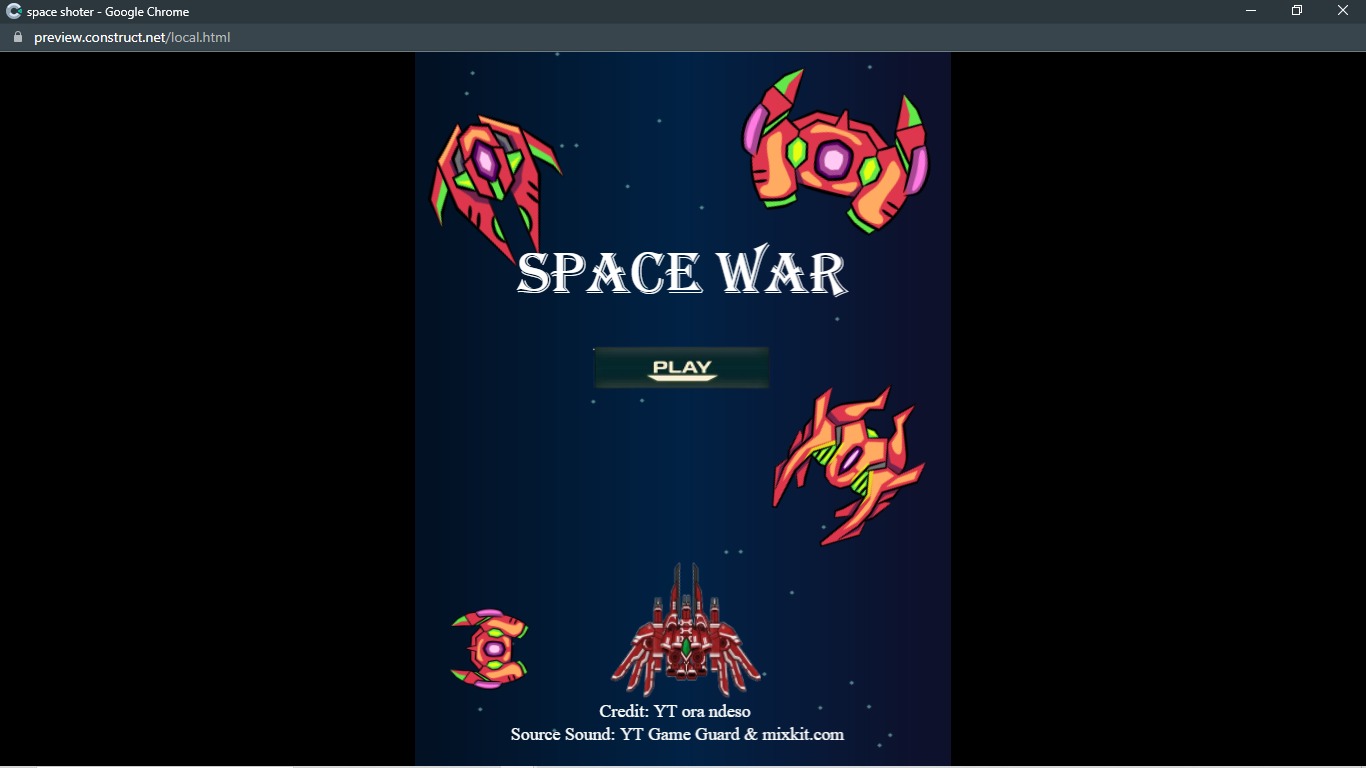 space shoter - Google Chrome
preview.construct.net/local.html
SPACE WAR
PLAY
Credit: YT ora ndeso
Source Sound: YT Game Guard & mixkit.com